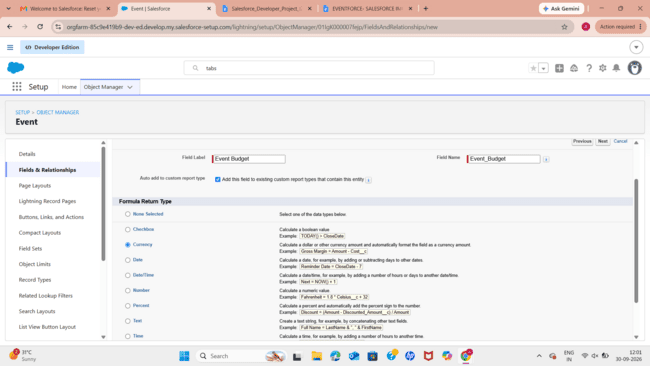 Welcome to Salesforce: Reset y
Event | Salesforce
Salesforce_Developer_Project_
Ask Gemini
orgfarm-65c9e419b9-dev-ed.develop.my.salesforce-setup.com/lightning/setup/ObjectManager/01IgK000007fegi/FieldsAndRelationships/new
Action required
Developer Edition
tabs
Setup
Home
Object Manager
SETUP > OBJECT MANAGER
Event
Details
Fields & Relationships
Page Layouts
Lightning Record Pages
Buttons, Links, and Actions
Compact Layouts
Field Sets
Object Limits
Record Types
Related Lookup Filters
Search Layouts
List View Button Layout
Previous Next Cancel
Field Label Event Budget Field Name Event_Budget i
Auto add to custom report type Add this field to existing custom report types that contain this entity i
Formula Return Type
None Selected Select one of the data types below.
Checkbox Calculate a boolean value
Example: TODAY() > CloseDate
Currency Calculate a dollar or other currency amount and automatically format the field as a currency amount.
Example: Gross Margin = Amount - Cost__c
Date Calculate a date, for example, by adding or subtracting days to other dates.
Example: Reminder Date = CloseDate - 7
Date/Time Calculate a date/time, for example, by adding a number of hours or days to another date/time.
Example: Next = NOW() + 1
Number Calculate a numeric value.
Example: Fahrenheit = 1.8 * Celsius__c + 32
Percent Calculate a percent and automatically add the percent sign to the number.
Example: Discount = (Amount - Discounted_Amount__c) / Amount
Text Create a text string, for example, by concatenating other text fields.
Example: Full Name = LastName & ", " & FirstName
Time Calculate a time, for example, by adding a number of hours to another time.
31°C
Sunny
Search
ENG
IN
12:01
30-09-2026